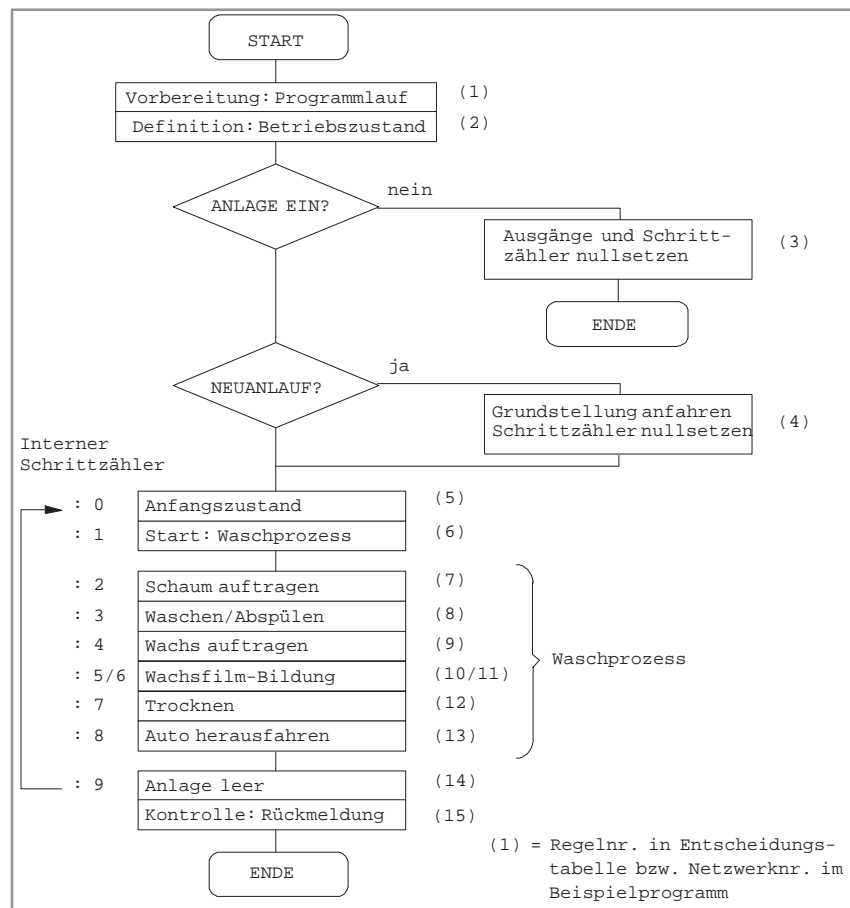 START
Vorbereitung: Programmlauf (1)
Definition: Betriebszustand (2)
nein
ANLAGE EIN?
Ausgänge und Schritt-
zähler nullsetzen
(3)
ENDE
ja
NEUANLAUF?
Grundstellung anfahren
Schrittzähler nullsetzen
(4)
Interner
Schrittzähler
: 0 Anfangszustand (5)
: 1 Start: Waschprozess (6)
: 2 Schaum auftragen (7)
: 3 Waschen/Abspülen (8)
: 4 Wachs auftragen (9)
Waschprozess
: 5/6 Wachsfilm-Bildung (10/11)
: 7 Trocknen (12)
: 8 Auto herausfahren (13)
: 9 Anlage leer (14)
Kontrolle: Rückmeldung (15)
ENDE
(1) = Regelnr. in Entscheidungs-
tabelle bzw. Netzwerknr. im
Beispielprogramm